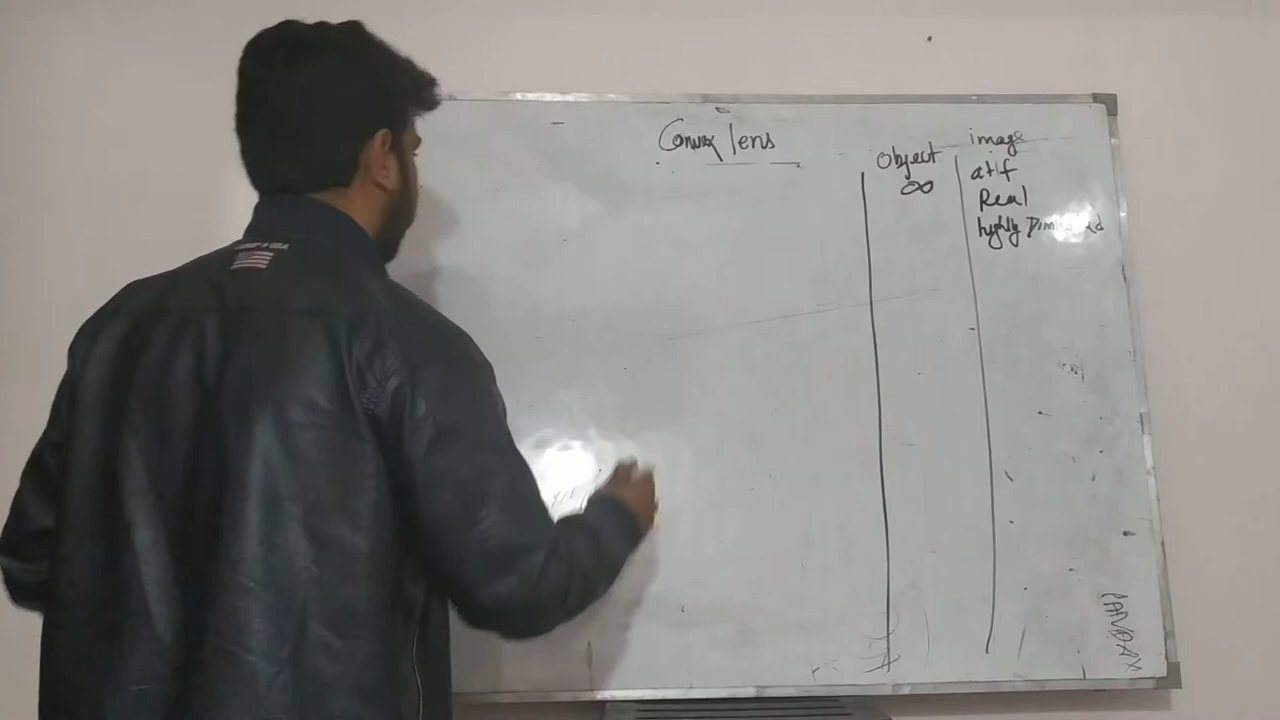 Convex lens
Object
image
∞
at f
Real
highly Diminished